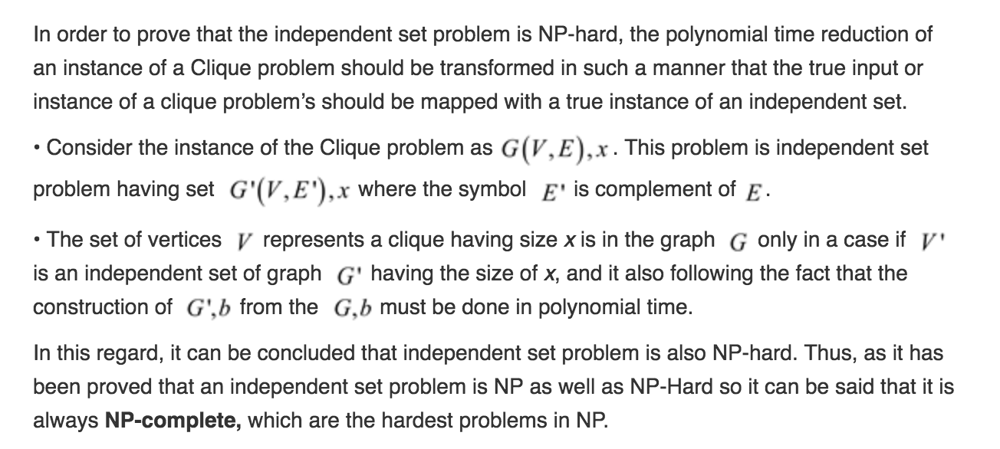 In order to prove that the independent set problem is NP-hard, the polynomial time reduction of
an instance of a Clique problem should be transformed in such a manner that the true input or
instance of a clique problem's should be mapped with a true instance of an independent set.
• Consider the instance of the Clique problem as G(V,E),x. This problem is independent set
problem having set G'(V,E'),x where the symbol E' is complement of E.
• The set of vertices V represents a clique having size x is in the graph G only in a case if V'
is an independent set of graph G' having the size of x, and it also following the fact that the
construction of G',b from the G,b must be done in polynomial time.
In this regard, it can be concluded that independent set problem is also NP-hard. Thus, as it has
been proved that an independent set problem is NP as well as NP-Hard so it can be said that it is
always NP-complete, which are the hardest problems in NP.